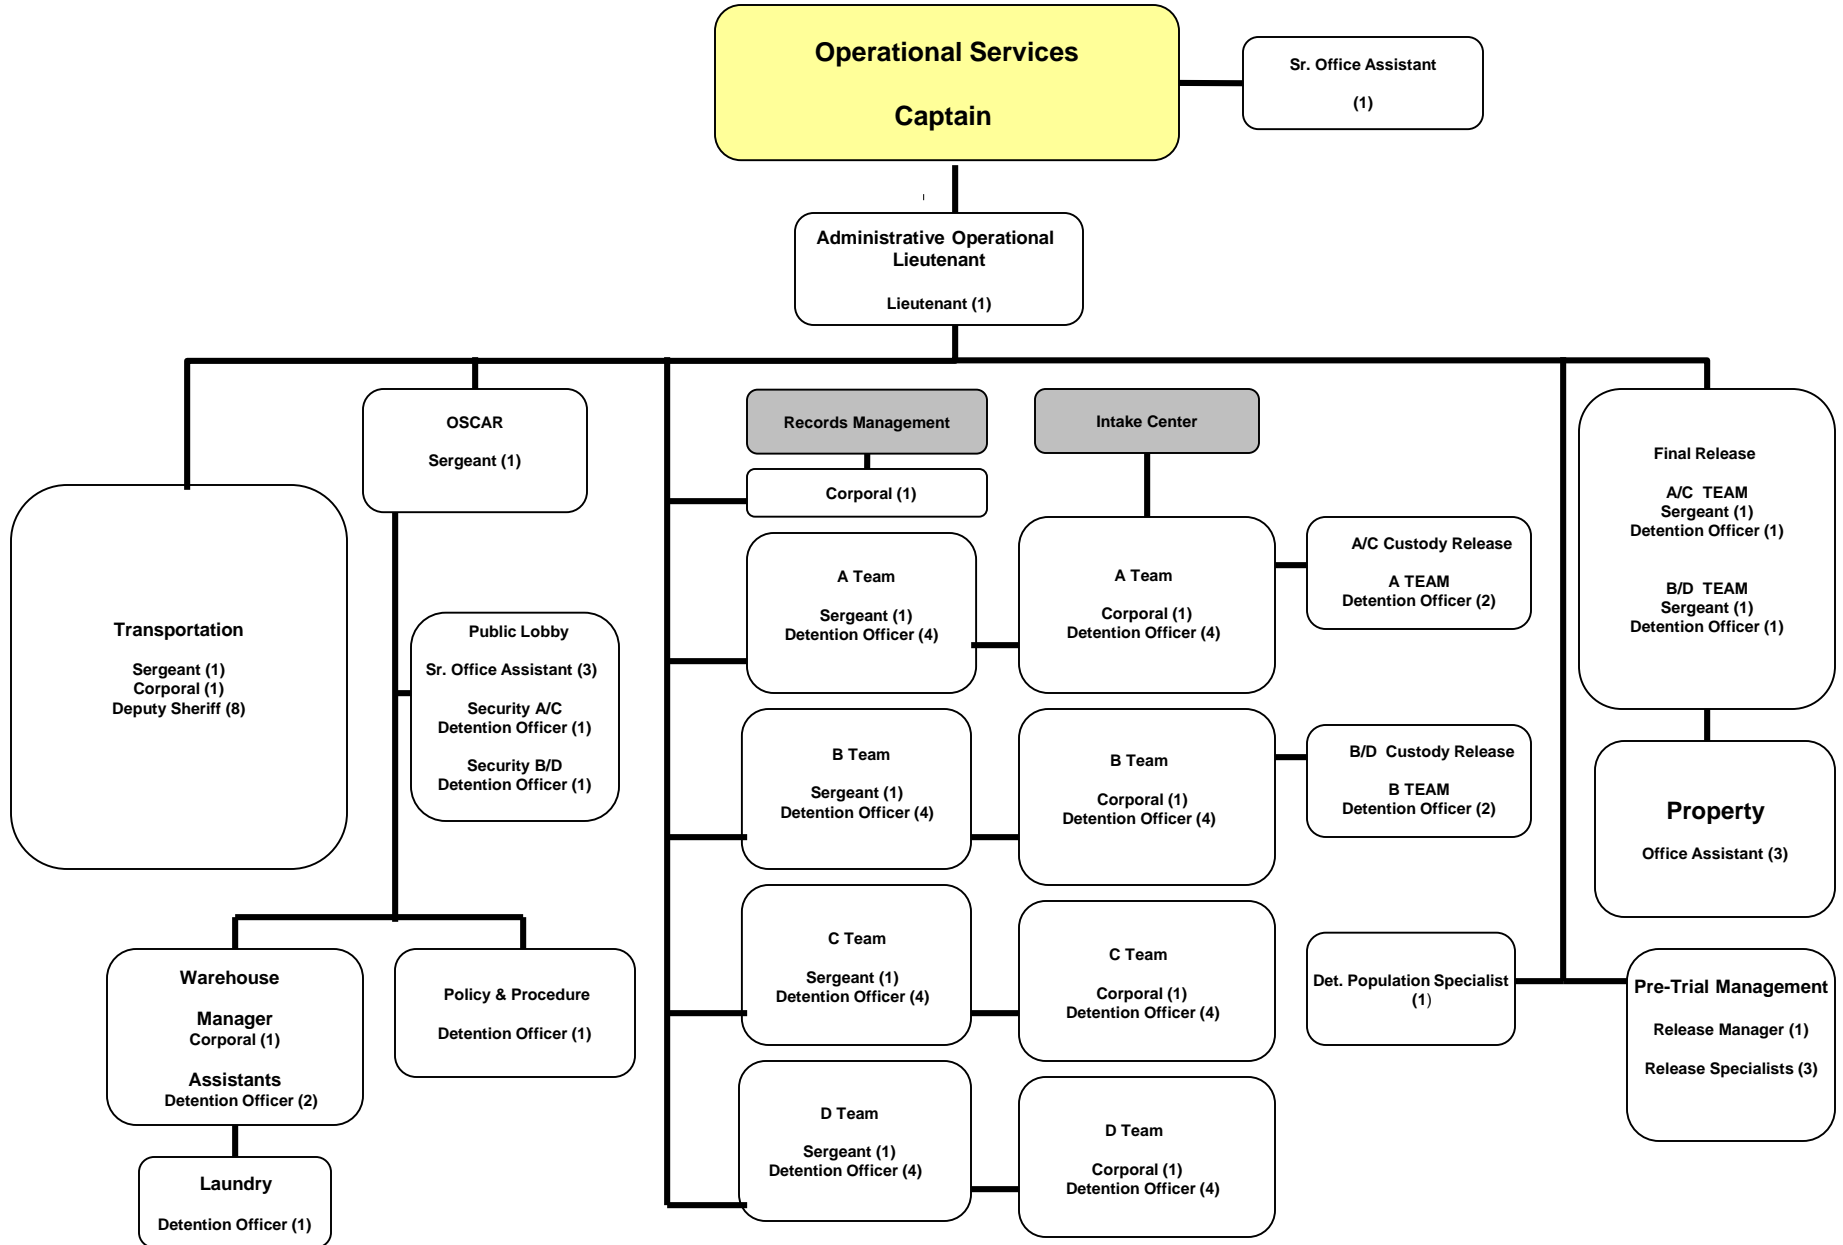 Operational Services
Captain
Sr. Office Assistant
(1)
Administrative Operational
Lieutenant
Lieutenant (1)
OSCAR
Sergeant (1)
Records Management
Corporal (1)
Intake Center
Transportation
Sergeant (1)
Corporal (1)
Deputy Sheriff (8)
Public Lobby
Sr. Office Assistant (3)
Security A/C
Detention Officer (1)
Security B/D
Detention Officer (1)
Warehouse
Manager
Corporal (1)
Assistants
Detention Officer (2)
Laundry
Detention Officer (1)
Policy & Procedure
Detention Officer (1)
A Team
Sergeant (1)
Detention Officer (4)
B Team
Sergeant (1)
Detention Officer (4)
C Team
Sergeant (1)
Detention Officer (4)
D Team
Sergeant (1)
Detention Officer (4)
A Team
Corporal (1)
Detention Officer (4)
B Team
Corporal (1)
Detention Officer (4)
C Team
Corporal (1)
Detention Officer (4)
D Team
Corporal (1)
Detention Officer (4)
A/C Custody Release
A TEAM
Detention Officer (2)
B/D Custody Release
B TEAM
Detention Officer (2)
Det. Population Specialist
(1)
Final Release
A/C TEAM
Sergeant (1)
Detention Officer (1)
B/D TEAM
Sergeant (1)
Detention Officer (1)
Property
Office Assistant (3)
Pre-Trial Management
Release Manager (1)
Release Specialists (3)